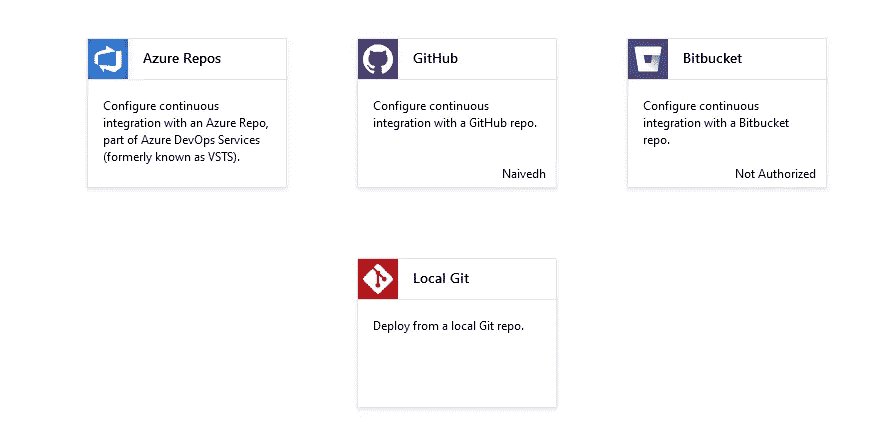 Azure Repos
Configure continuous
integration with an Azure Repo,
part of Azure DevOps Services
(formerly known as VSTS).
GitHub
Configure continuous
integration with a GitHub repo.
Naivedh
Bitbucket
Configure continuous
integration with a Bitbucket
repo.
Not Authorized
Local Git
Deploy from a local Git repo.